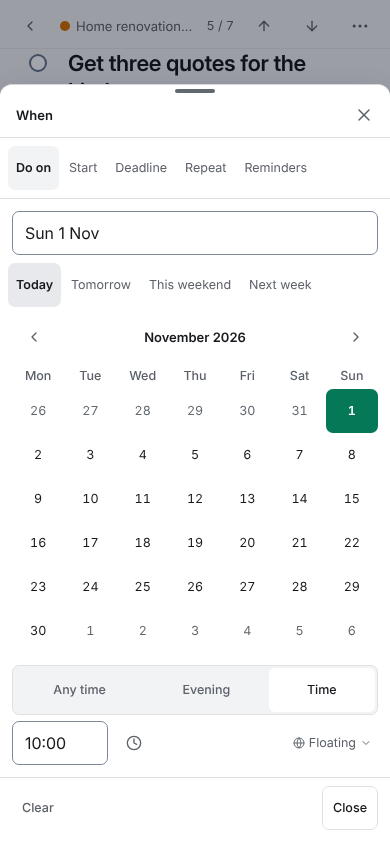 Home renovation... 5 / 7
Get three quotes for the
When
Do on Start Deadline Repeat Reminders
Sun 1 Nov
Today Tomorrow This weekend Next week
November 2026
Mon Tue Wed Thu Fri Sat Sun
26 27 28 29 30 31 1
2 3 4 5 6 7 8
9 10 11 12 13 14 15
16 17 18 19 20 21 22
23 24 25 26 27 28 29
30 1 2 3 4 5 6
Any time Evening Time
10:00 Floating
Clear Close